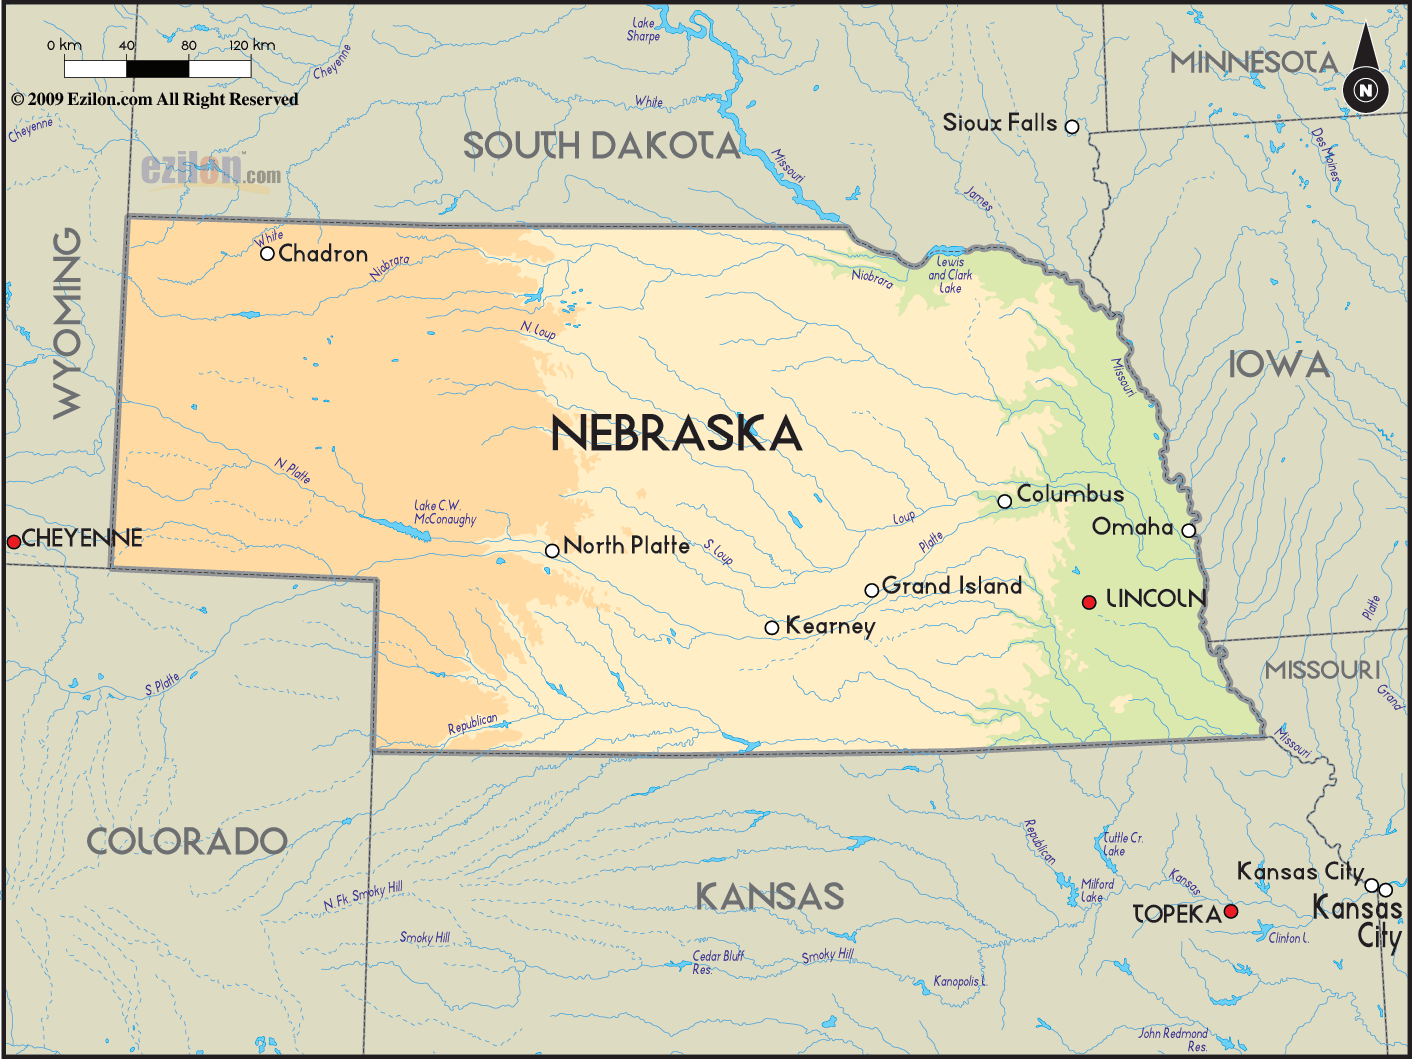 0 km 40 80 120 km
© 2009 Ezilon.com All Right Reserved
ezilon.com
Cheyenne
Cheyenne
Lake
Sharpe
White
SOUTH DAKOTA
Missouri
James
Sioux Falls
MINNESOTA
N
Des Moines
WYOMING
White
Chadron
Niobrara
Niobrara
Lewis
and Clark
Lake
N. Loup
Missouri
IOWA
NEBRASKA
N. Platte
Lake C.W.
McConaughy
Columbus
Loup
Omaha
CHEYENNE
North Platte
S. Loup
Platte
Grand Island
LINCOLN
Kearney
Platte
MISSOURI
Grand
S. Platte
Republican
Missouri
COLORADO
Republican
Tuttle Cr.
Lake
Kansas City
Kansas
N. Fk. Smoky Hill
KANSAS
Milford
Lake
TOPEKA
Kansas
City
Smoky Hill
Clinton L.
Cedar Bluff
Res.
Smoky Hill
Kanopolis L.
John Redmond
Res.